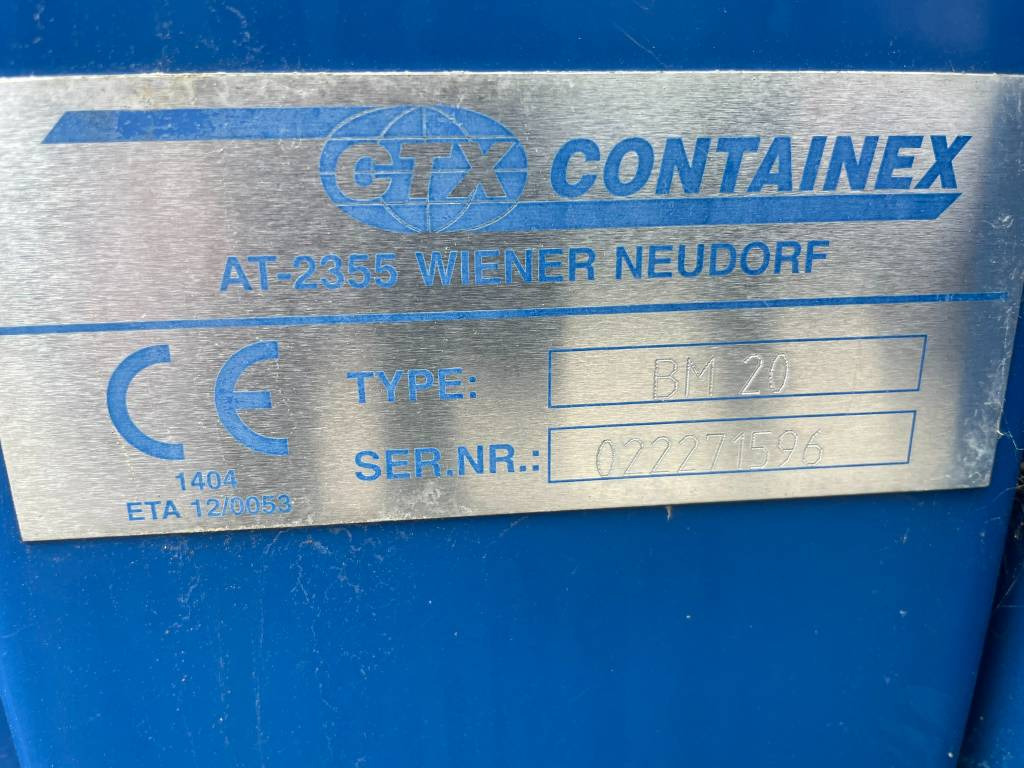 CTX CONTAINEX
AT-2355 WIENER NEUDORF
CE
1404
ETA 12/0053
TYPE: BM 20
SER.NR.: 022271596